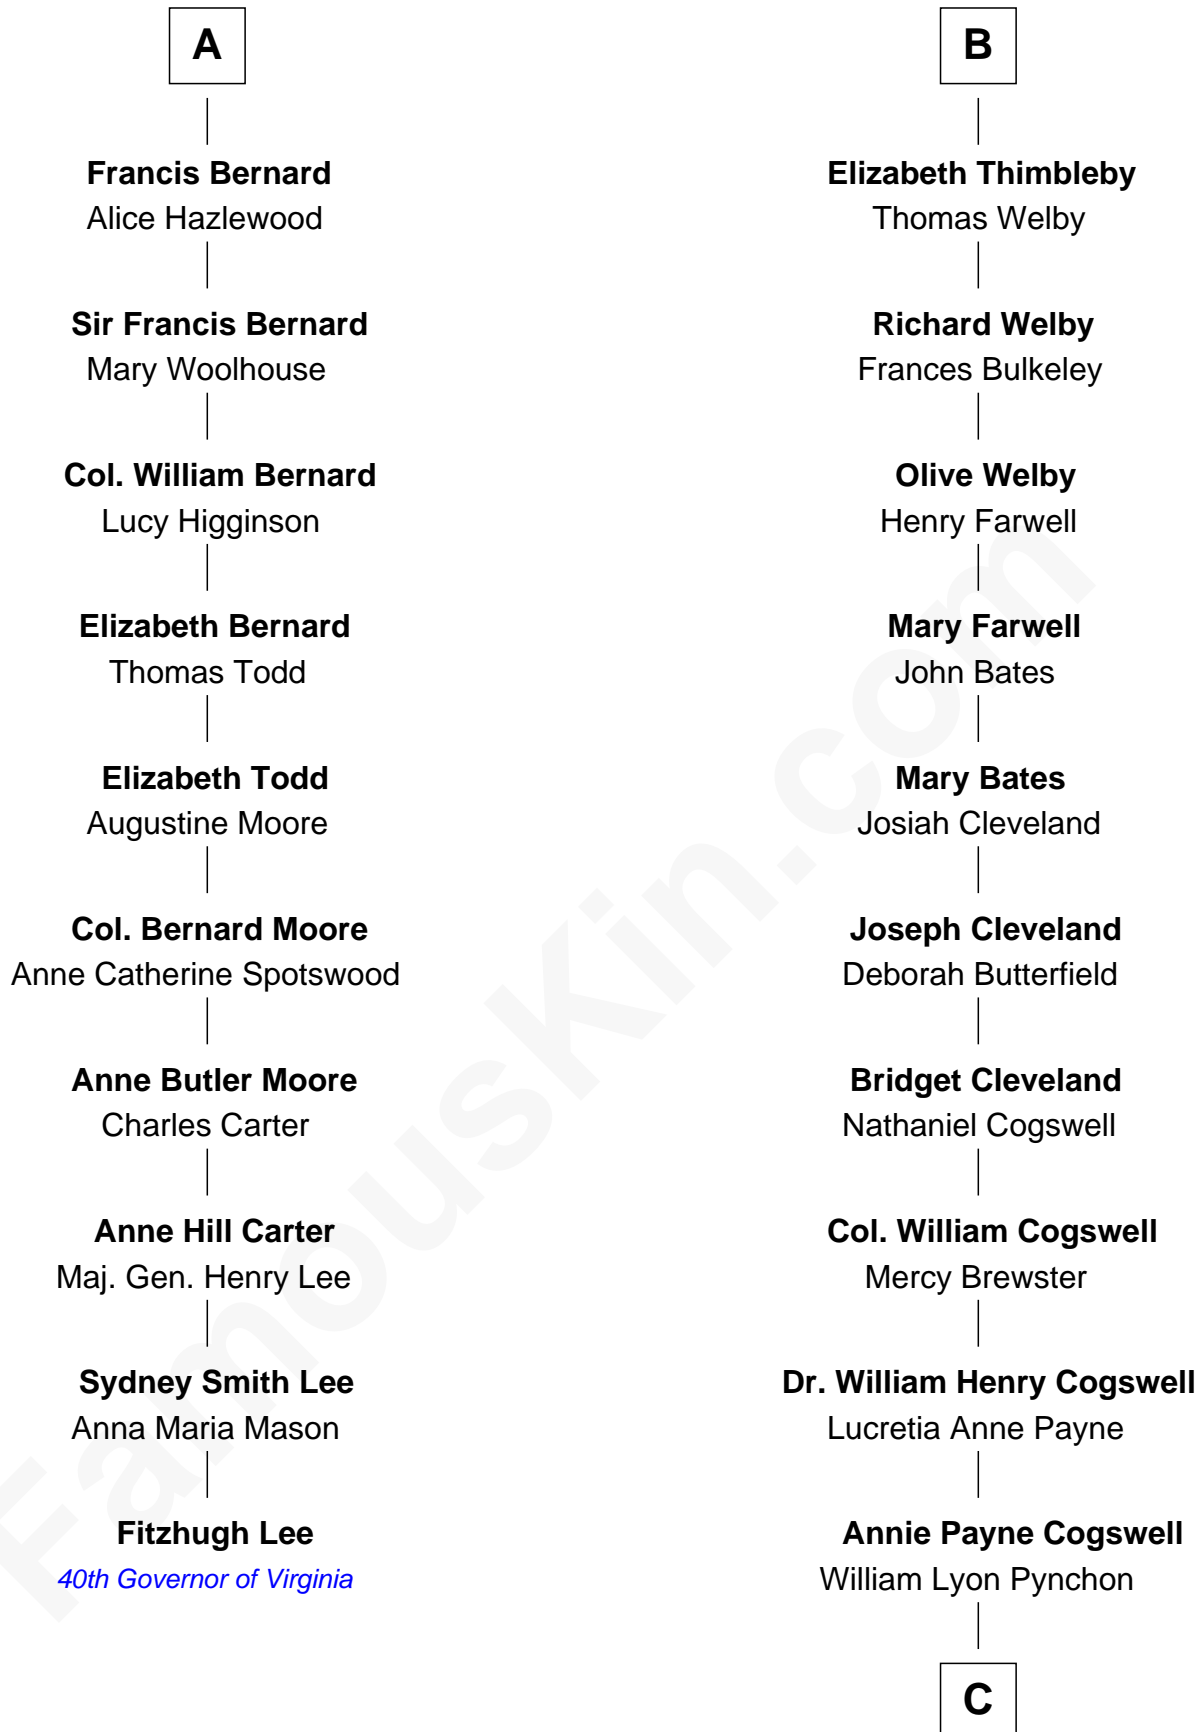 A
Francis Bernard
Alice Hazlewood
Sir Francis Bernard
Mary Woolhouse
Col. William Bernard
Lucy Higginson
Elizabeth Bernard
Thomas Todd
Elizabeth Todd
Augustine Moore
Col. Bernard Moore
Anne Catherine Spotswood
Anne Butler Moore
Charles Carter
Anne Hill Carter
Maj. Gen. Henry Lee
Sydney Smith Lee
Anna Maria Mason
Fitzhugh Lee
40th Governor of Virginia
B
Elizabeth Thimbleby
Thomas Welby
Richard Welby
Frances Bulkeley
Olive Welby
Henry Farwell
Mary Farwell
John Bates
Mary Bates
Josiah Cleveland
Joseph Cleveland
Deborah Butterfield
Bridget Cleveland
Nathaniel Cogswell
Col. William Cogswell
Mercy Brewster
Dr. William Henry Cogswell
Lucretia Anne Payne
Annie Payne Cogswell
William Lyon Pynchon
C
FamousKin.com